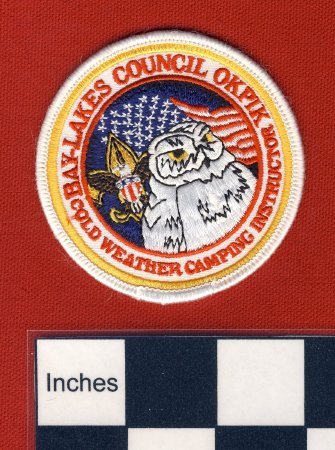 BAY-LAKES COUNCIL OKPIK
COLD WEATHER CAMPING INSTRUCTOR
Inches